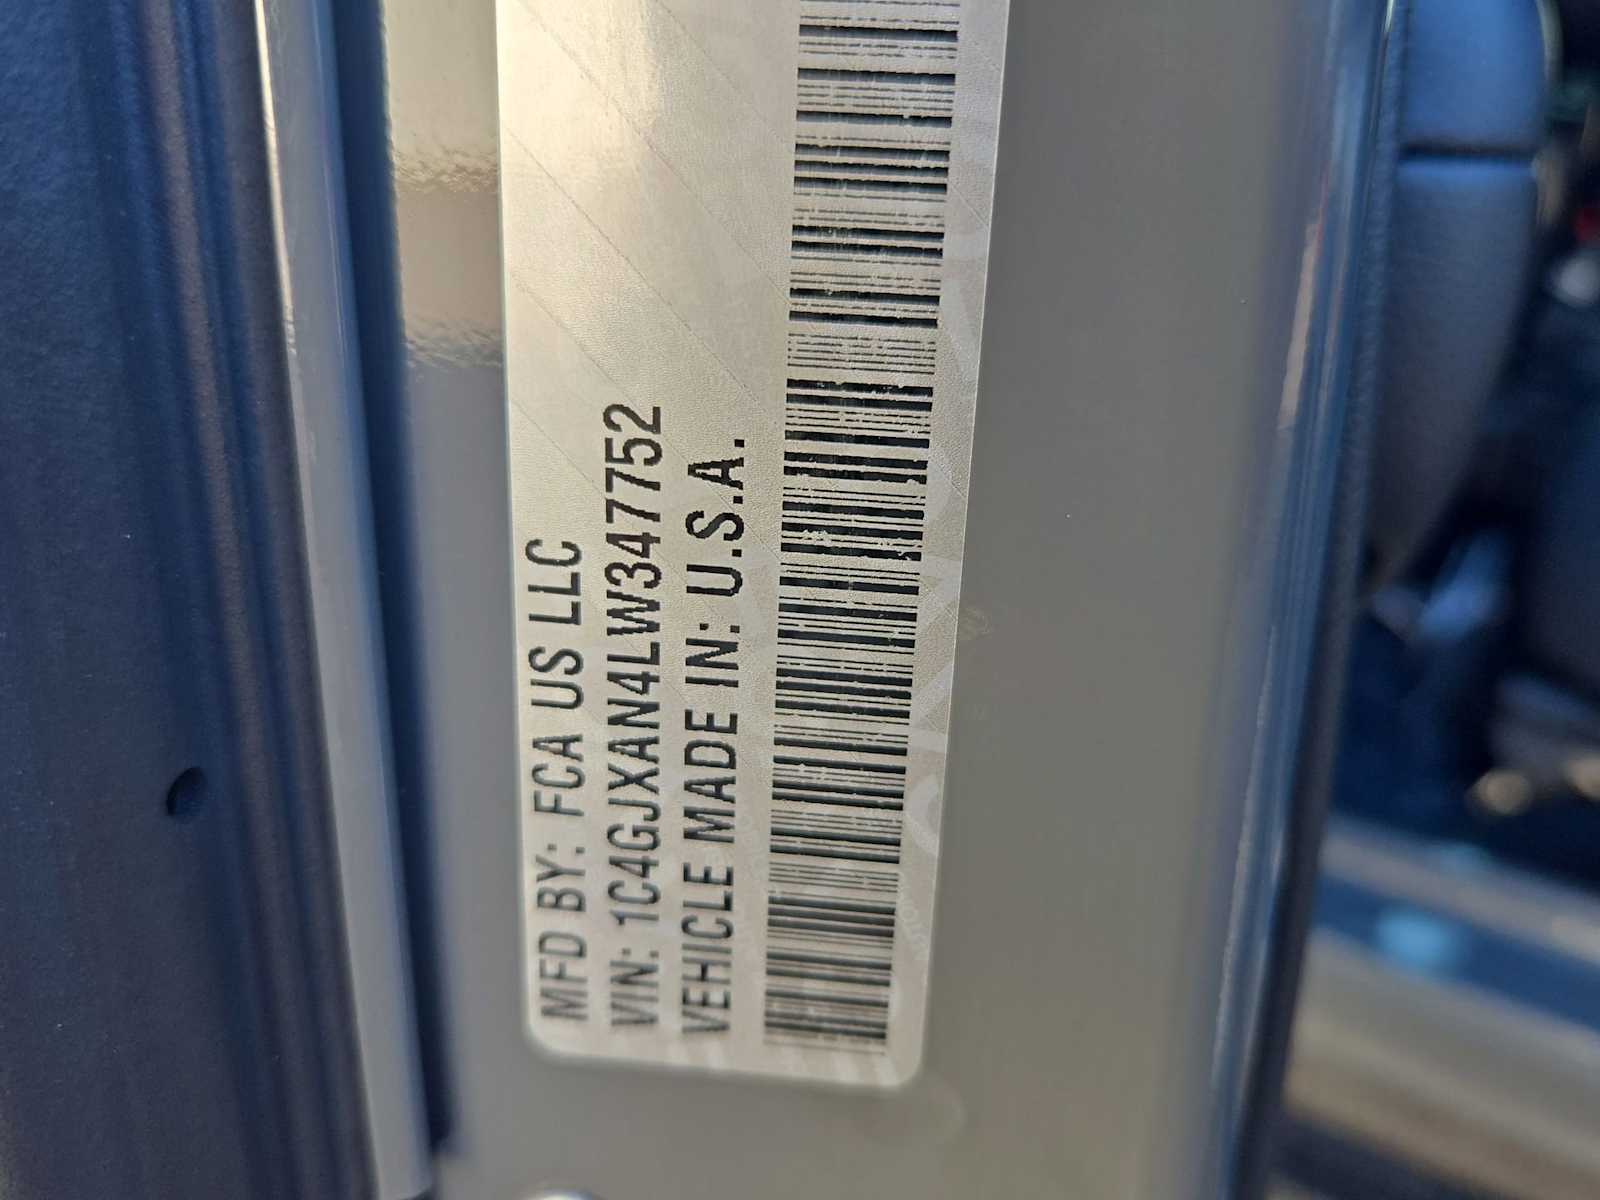 MFD BY: FCA US LLC
VIN: 1C4GJXAN4LW347752
VEHICLE MADE IN: U.S.A.